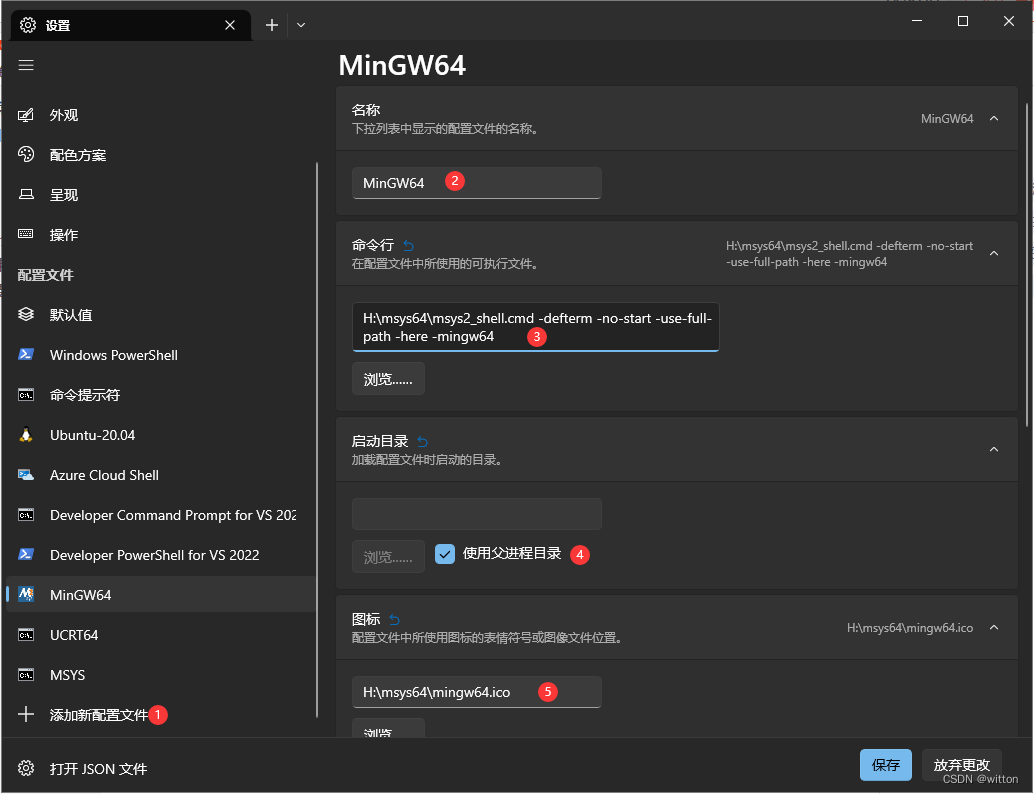 设置
外观
配色方案
呈现
操作
配置文件
默认值
Windows PowerShell
命令提示符
Ubuntu-20.04
Azure Cloud Shell
Developer Command Prompt for VS 202
Developer PowerShell for VS 2022
MinGW64
UCRT64
MSYS
添加新配置文件 1
打开 JSON 文件
MinGW64
名称
下拉列表中显示的配置文件的名称。
MinGW64
MinGW64 2
命令行
在配置文件中所使用的可执行文件。
H:\msys64\msys2_shell.cmd -defterm -no-start
-use-full-path -here -mingw64
H:\msys64\msys2_shell.cmd -defterm -no-start -use-full-
path -here -mingw64 3
浏览......
启动目录
加载配置文件时启动的目录。
浏览......
使用父进程目录 4
图标
配置文件中所使用图标的表情符号或图像文件位置。
H:\msys64\mingw64.ico
H:\msys64\mingw64.ico 5
浏览......
保存
放弃更改
CSDN @witton